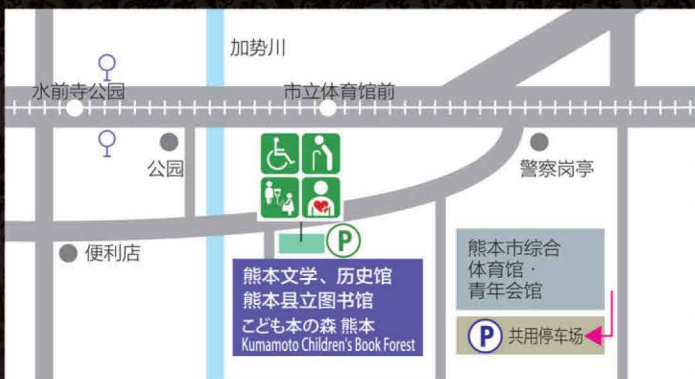 加势川
水前寺公园
市立体育馆前
公园
警察岗亭
便利店
P
熊本文学、历史馆
熊本县立图书馆
こども本の森 熊本
Kumamoto Children's Book Forest
熊本市综合
体育馆·
青年会馆
P 共用停车场